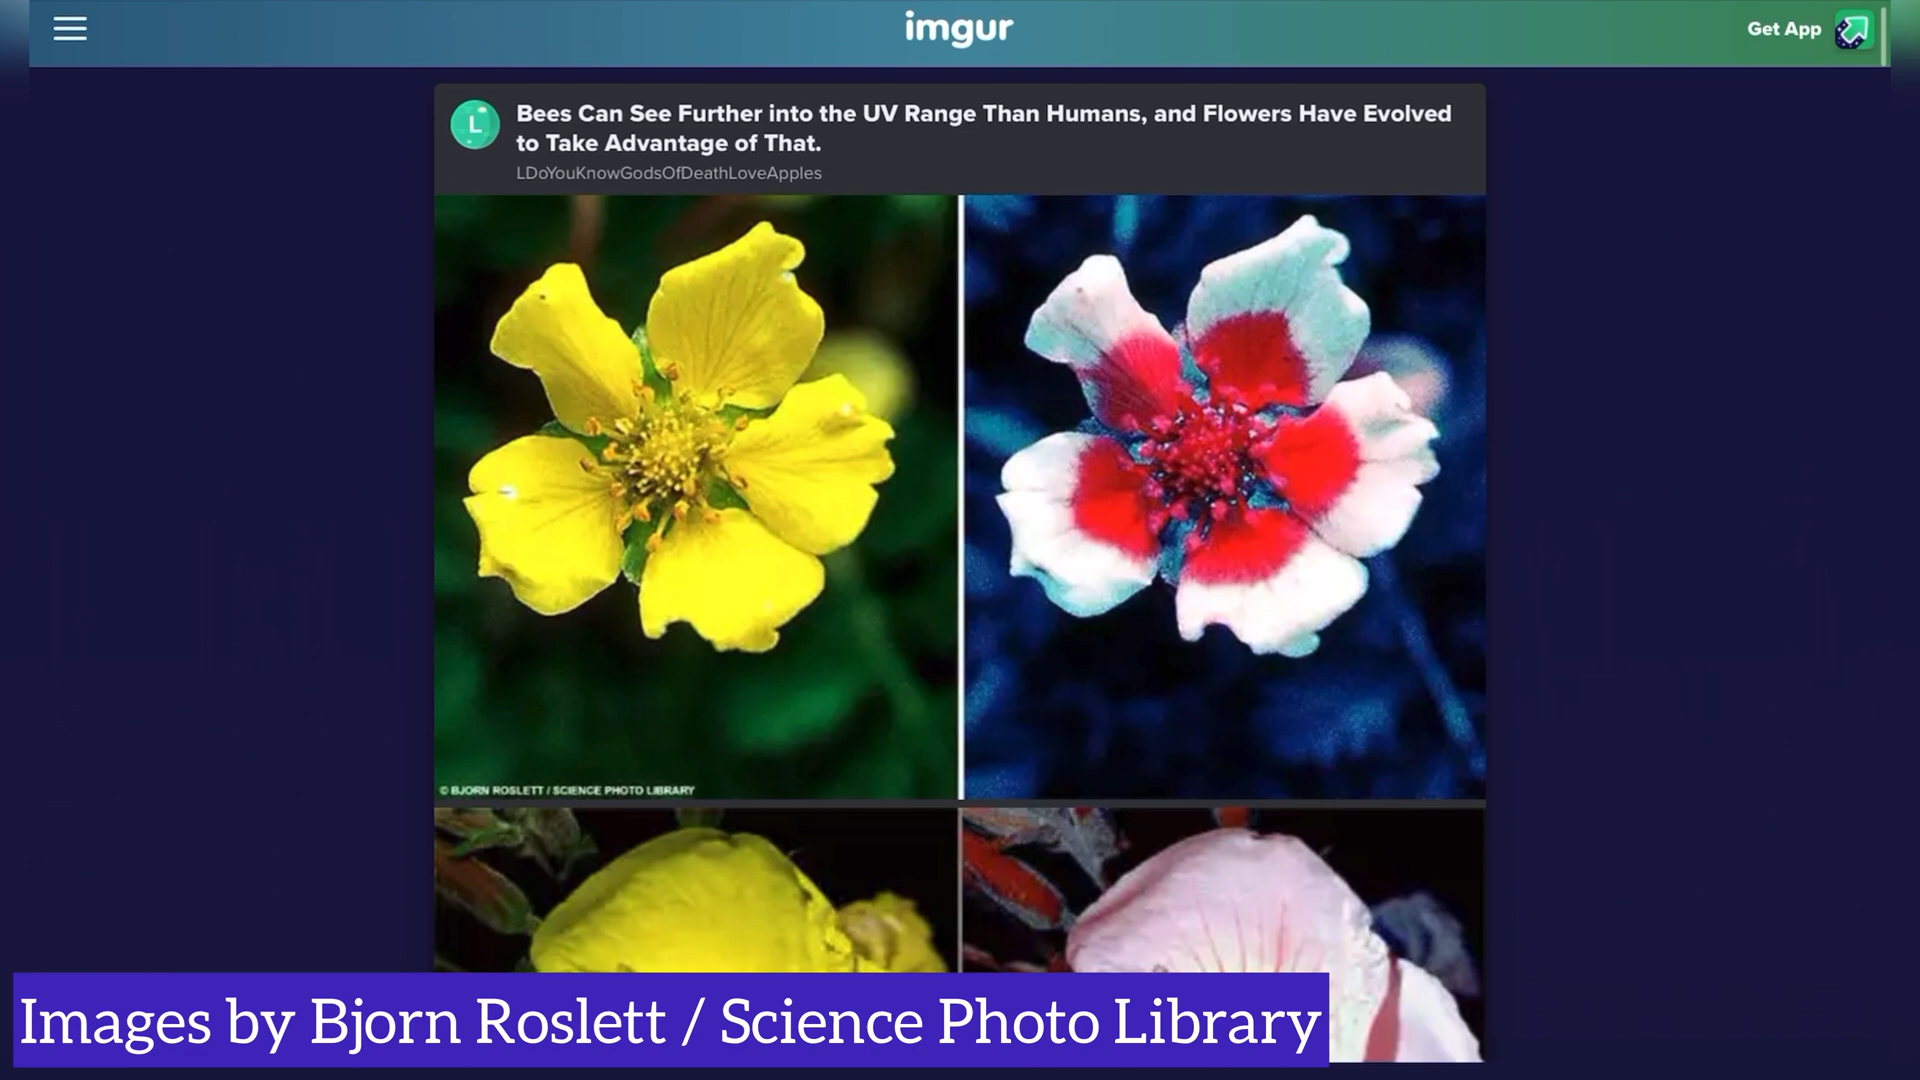 imgur
Get App
L
Bees Can See Further into the UV Range Than Humans, and Flowers Have Evolved
to Take Advantage of That.
LDoYouKnowGodsOfDeathLoveApples
© BJORN ROSLETT / SCIENCE PHOTO LIBRARY
Images by Bjorn Roslett / Science Photo Library